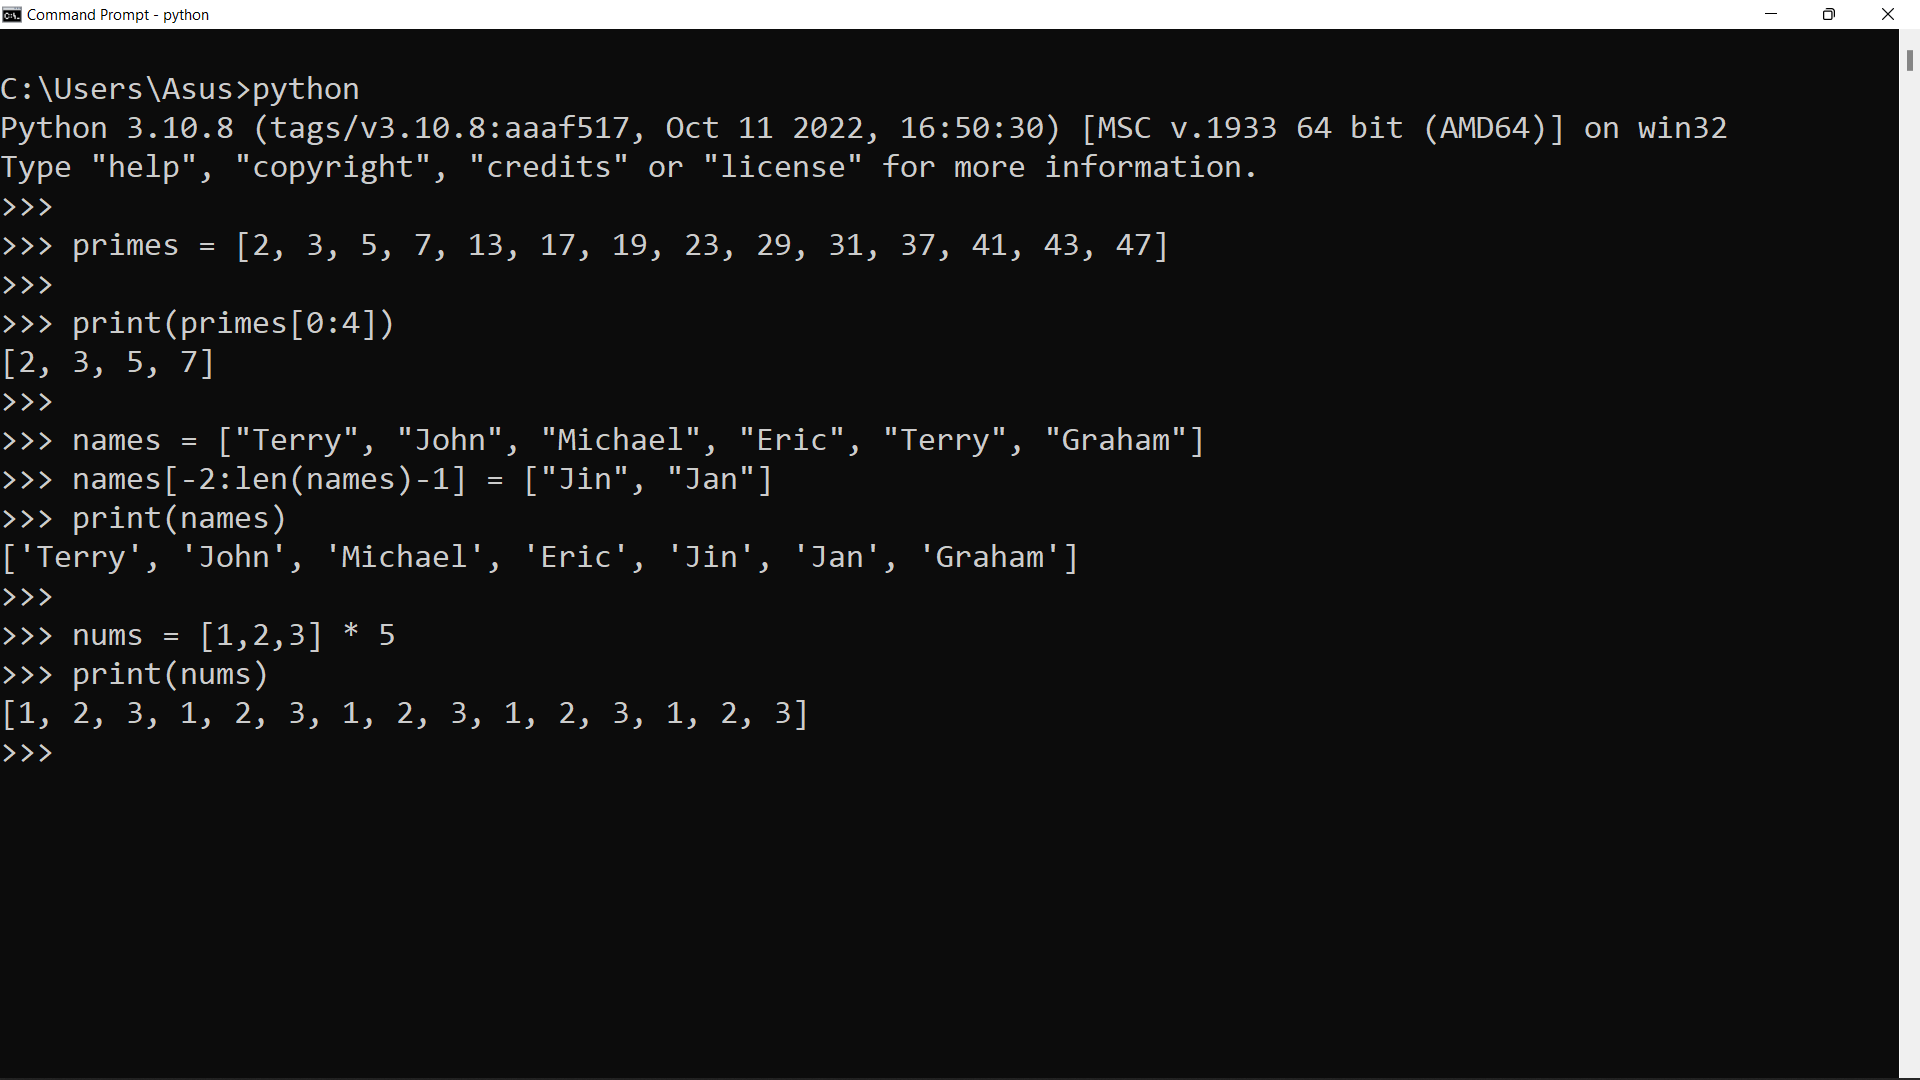 Command Prompt - python
C:\Users\Asus>python
Python 3.10.8 (tags/v3.10.8:aaaf517, Oct 11 2022, 16:50:30) [MSC v.1933 64 bit (AMD64)] on win32
Type "help", "copyright", "credits" or "license" for more information.
>>>
>>> primes = [2, 3, 5, 7, 13, 17, 19, 23, 29, 31, 37, 41, 43, 47]
>>>
>>> print(primes[0:4])
[2, 3, 5, 7]
>>>
>>> names = ["Terry", "John", "Michael", "Eric", "Terry", "Graham"]
>>> names[-2:len(names)-1] = ["Jin", "Jan"]
>>> print(names)
['Terry', 'John', 'Michael', 'Eric', 'Jin', 'Jan', 'Graham']
>>>
>>> nums = [1,2,3] * 5
>>> print(nums)
[1, 2, 3, 1, 2, 3, 1, 2, 3, 1, 2, 3, 1, 2, 3]
>>>